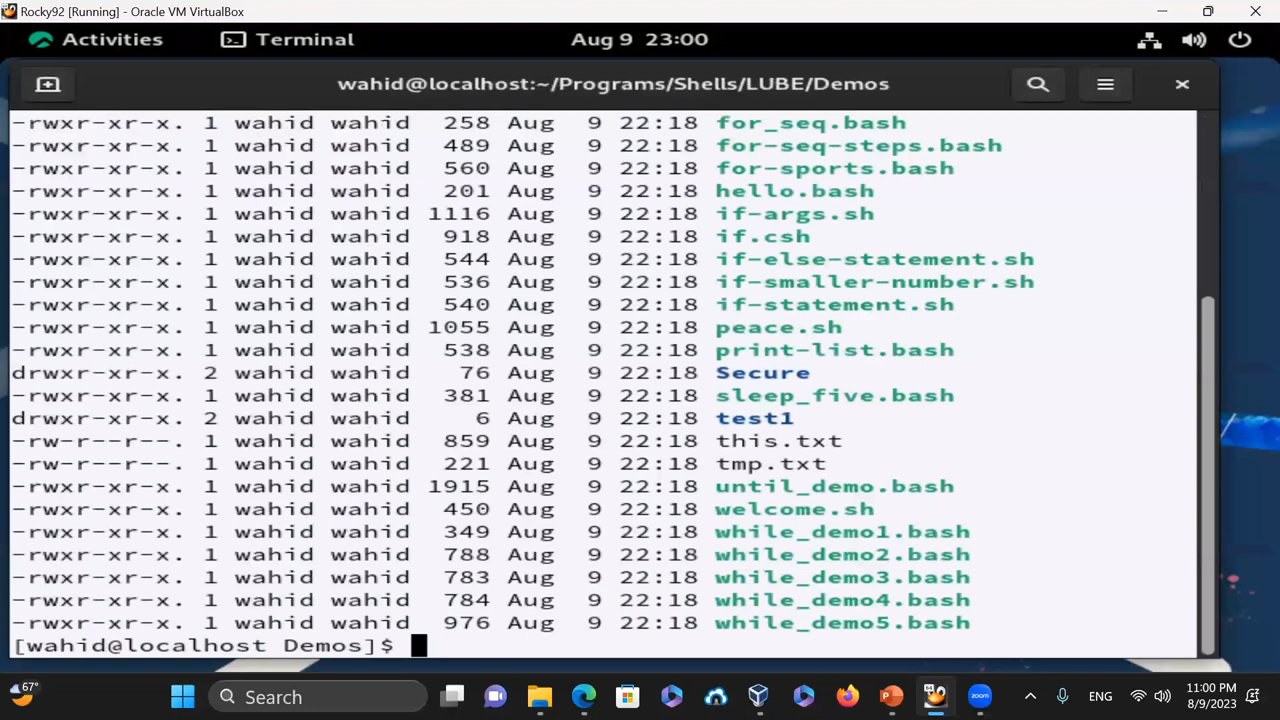 Rocky92 [Running] - Oracle VM VirtualBox
Activities Terminal Aug 9 23:00
wahid@localhost:~/Programs/Shells/LUBE/Demos
-rwxr-xr-x. 1 wahid wahid 258 Aug 9 22:18 for_seq.bash
-rwxr-xr-x. 1 wahid wahid 489 Aug 9 22:18 for-seq-steps.bash
-rwxr-xr-x. 1 wahid wahid 560 Aug 9 22:18 for-sports.bash
-rwxr-xr-x. 1 wahid wahid 201 Aug 9 22:18 hello.bash
-rwxr-xr-x. 1 wahid wahid 1116 Aug 9 22:18 if-args.sh
-rwxr-xr-x. 1 wahid wahid 918 Aug 9 22:18 if.csh
-rwxr-xr-x. 1 wahid wahid 544 Aug 9 22:18 if-else-statement.sh
-rwxr-xr-x. 1 wahid wahid 536 Aug 9 22:18 if-smaller-number.sh
-rwxr-xr-x. 1 wahid wahid 540 Aug 9 22:18 if-statement.sh
-rwxr-xr-x. 1 wahid wahid 1055 Aug 9 22:18 peace.sh
-rwxr-xr-x. 1 wahid wahid 538 Aug 9 22:18 print-list.bash
drwxr-xr-x. 2 wahid wahid 76 Aug 9 22:18 Secure
-rwxr-xr-x. 1 wahid wahid 381 Aug 9 22:18 sleep_five.bash
drwxr-xr-x. 2 wahid wahid 6 Aug 9 22:18 test1
-rw-r--r--. 1 wahid wahid 859 Aug 9 22:18 this.txt
-rw-r--r--. 1 wahid wahid 221 Aug 9 22:18 tmp.txt
-rwxr-xr-x. 1 wahid wahid 1915 Aug 9 22:18 until_demo.bash
-rwxr-xr-x. 1 wahid wahid 450 Aug 9 22:18 welcome.sh
-rwxr-xr-x. 1 wahid wahid 349 Aug 9 22:18 while_demo1.bash
-rwxr-xr-x. 1 wahid wahid 788 Aug 9 22:18 while_demo2.bash
-rwxr-xr-x. 1 wahid wahid 783 Aug 9 22:18 while_demo3.bash
-rwxr-xr-x. 1 wahid wahid 784 Aug 9 22:18 while_demo4.bash
-rwxr-xr-x. 1 wahid wahid 976 Aug 9 22:18 while_demo5.bash
[wahid@localhost Demos]$
67° Search zoom ENG 11:00 PM
8/9/2023